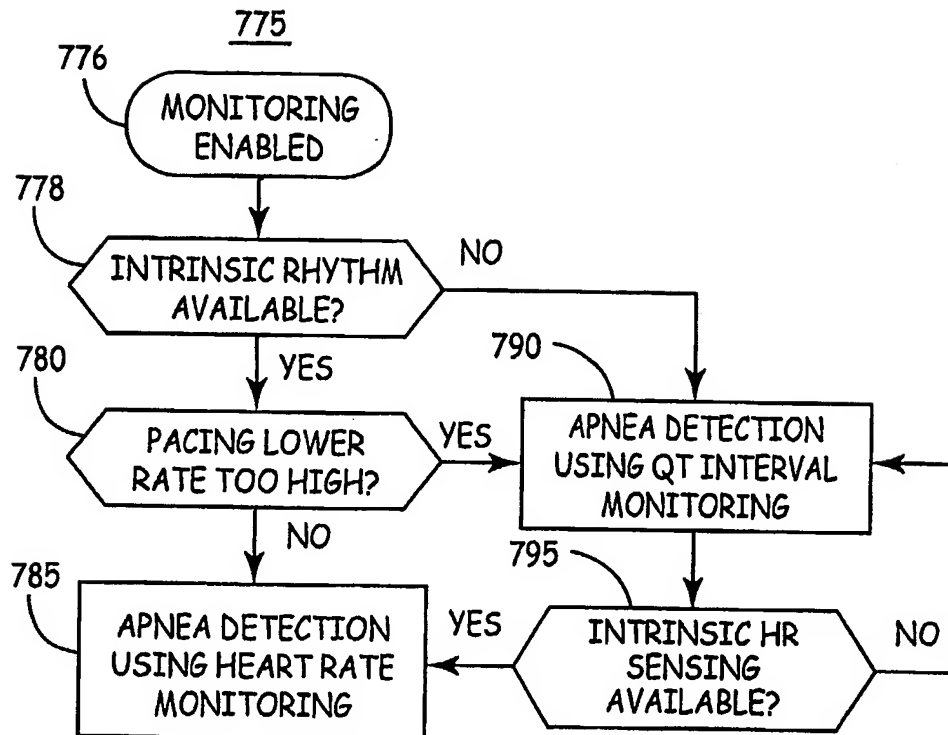 775
776
MONITORING
ENABLED
778
INTRINSIC RHYTHM
AVAILABLE?
NO
YES
780
PACING LOWER
RATE TOO HIGH?
YES
NO
790
APNEA DETECTION
USING QT INTERVAL
MONITORING
785
APNEA DETECTION
USING HEART RATE
MONITORING
795
INTRINSIC HR
SENSING
AVAILABLE?
YES
NO